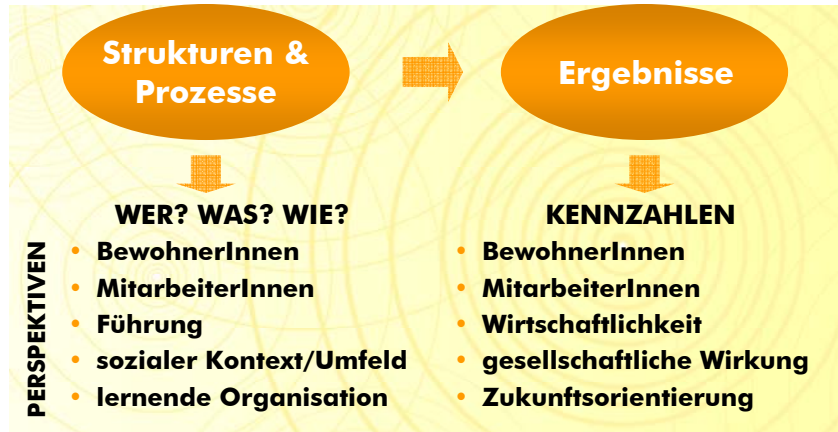 Strukturen &
Prozesse
Ergebnisse
WER? WAS? WIE?
• BewohnerInnen
• MitarbeiterInnen
• Führung
• sozialer Kontext/Umfeld
• lernende Organisation
KENNZAHLEN
• BewohnerInnen
• MitarbeiterInnen
• Wirtschaftlichkeit
• gesellschaftliche Wirkung
• Zukunftsorientierung
PERSPEKTIVEN